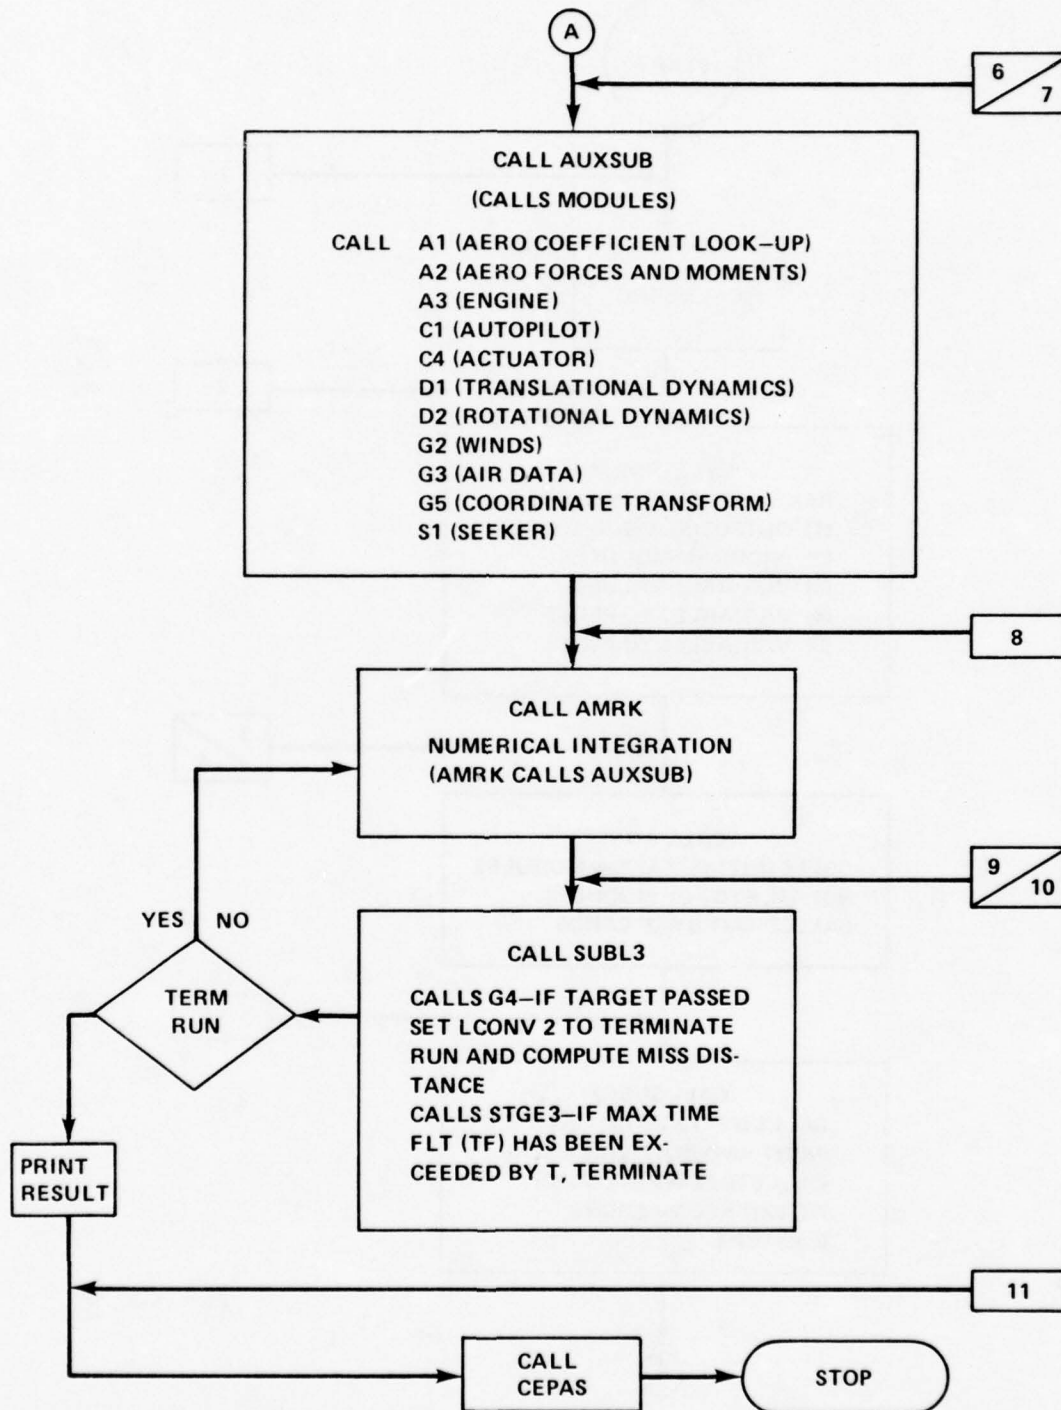 A
6
7
CALL AUXSUB
(CALLS MODULES)
CALL A1 (AERO COEFFICIENT LOOK-UP)
A2 (AERO FORCES AND MOMENTS)
A3 (ENGINE)
C1 (AUTOPILOT)
C4 (ACTUATOR)
D1 (TRANSLATIONAL DYNAMICS)
D2 (ROTATIONAL DYNAMICS)
G2 (WINDS)
G3 (AIR DATA)
G5 (COORDINATE TRANSFORM)
S1 (SEEKER)
8
CALL AMRK
NUMERICAL INTEGRATION
(AMRK CALLS AUXSUB)
9
10
YES NO
TERM
RUN
CALL SUBL3
CALLS G4-IF TARGET PASSED
SET LCONV 2 TO TERMINATE
RUN AND COMPUTE MISS DIS-
TANCE
CALLS STGE3-IF MAX TIME
FLT (TF) HAS BEEN EX-
CEEDED BY T, TERMINATE
PRINT
RESULT
11
CALL
CEPAS
STOP